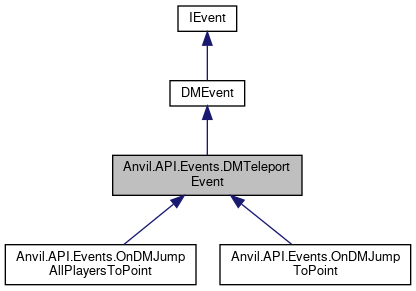 IEvent
DMEvent
Anvil.API.Events.DMTeleport
Event
Anvil.API.Events.OnDMJump
AllPlayersToPoint
Anvil.API.Events.OnDMJump
ToPoint